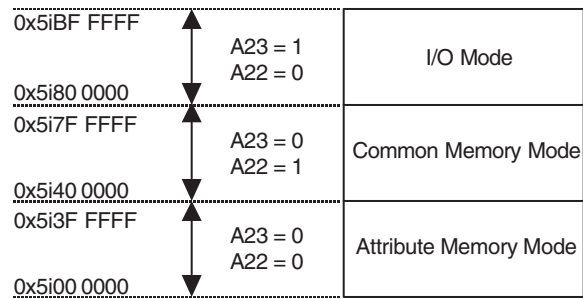 0x5iBF FFFF
A23 = 1
A22 = 0
I/O Mode
0x5i80 0000
0x5i7F FFFF
A23 = 0
A22 = 1
Common Memory Mode
0x5i40 0000
0x5i3F FFFF
A23 = 0
A22 = 0
Attribute Memory Mode
0x5i00 0000